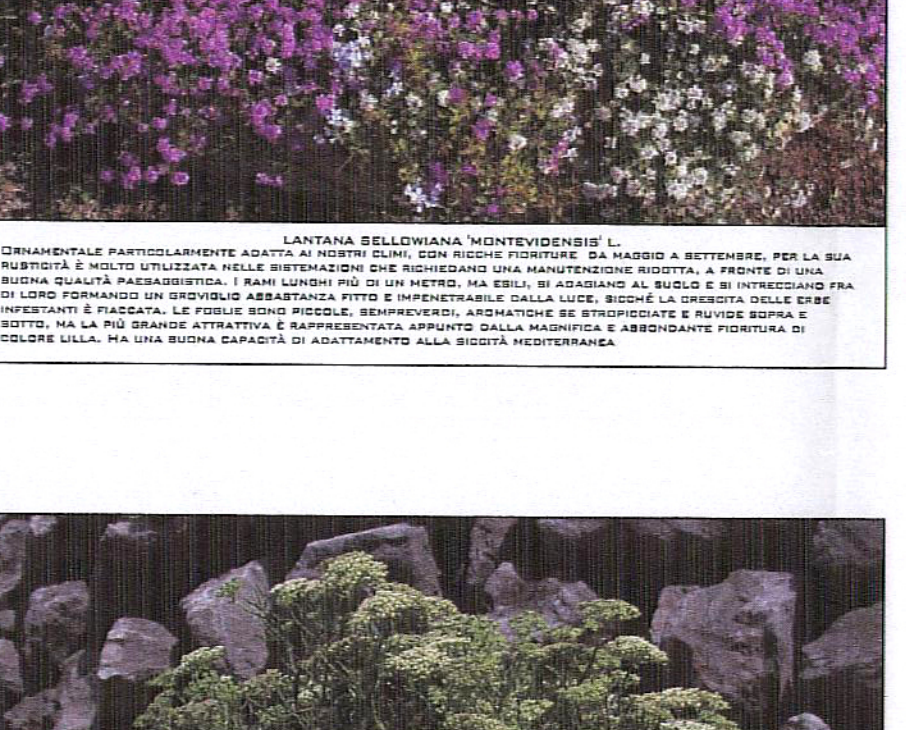 LANTANA SELLOWIANA 'MONTEVIDENSIS' L.
ORNAMENTALE PARTICOLARMENTE ADATTA AI NOSTRI CLIMI, CON RICCHE FIORITURE DA MAGGIO A SETTEMBRE, PER LA SUA
RUSTICITÀ È MOLTO UTILIZZATA NELLE SISTEMAZIONI CHE RICHIEDANO UNA MANUTENZIONE RIDOTTA, A FRONTE DI UNA
BUONA QUALITÀ PAESAGGISTICA. I RAMI LUNGHI PIÙ DI UN METRO, MA ESILI, SI ADAGIANO AL SUOLO E SI INTRECCIANO FRA
DI LORO FORMANDO UN GROVIGLIO ABBASTANZA FITTO E IMPENETRABILE DALLA LUCE, SICCHÉ LA CRESCITA DELLE ERBE
INFESTANTI È FIACCATA. LE FOGLIE SONO PICCOLE, SEMPREVERDI, AROMATICHE SE STROPICCIATE E RUVIDE SOPRA E
SOTTO, MA LA PIÙ GRANDE ATTRATTIVA È RAPPRESENTATA APPUNTO DALLA MAGNIFICA E ABBONDANTE FIORITURA DI
COLORE LILLA. HA UNA BUONA CAPACITÀ DI ADATTAMENTO ALLA SICCITÀ MEDITERRANEA